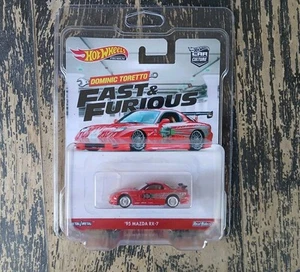 Hot Wheels
CAR
CULTURE
DOMINIC TORETTO
FAST &
FURIOUS
'95 MAZDA RX-7